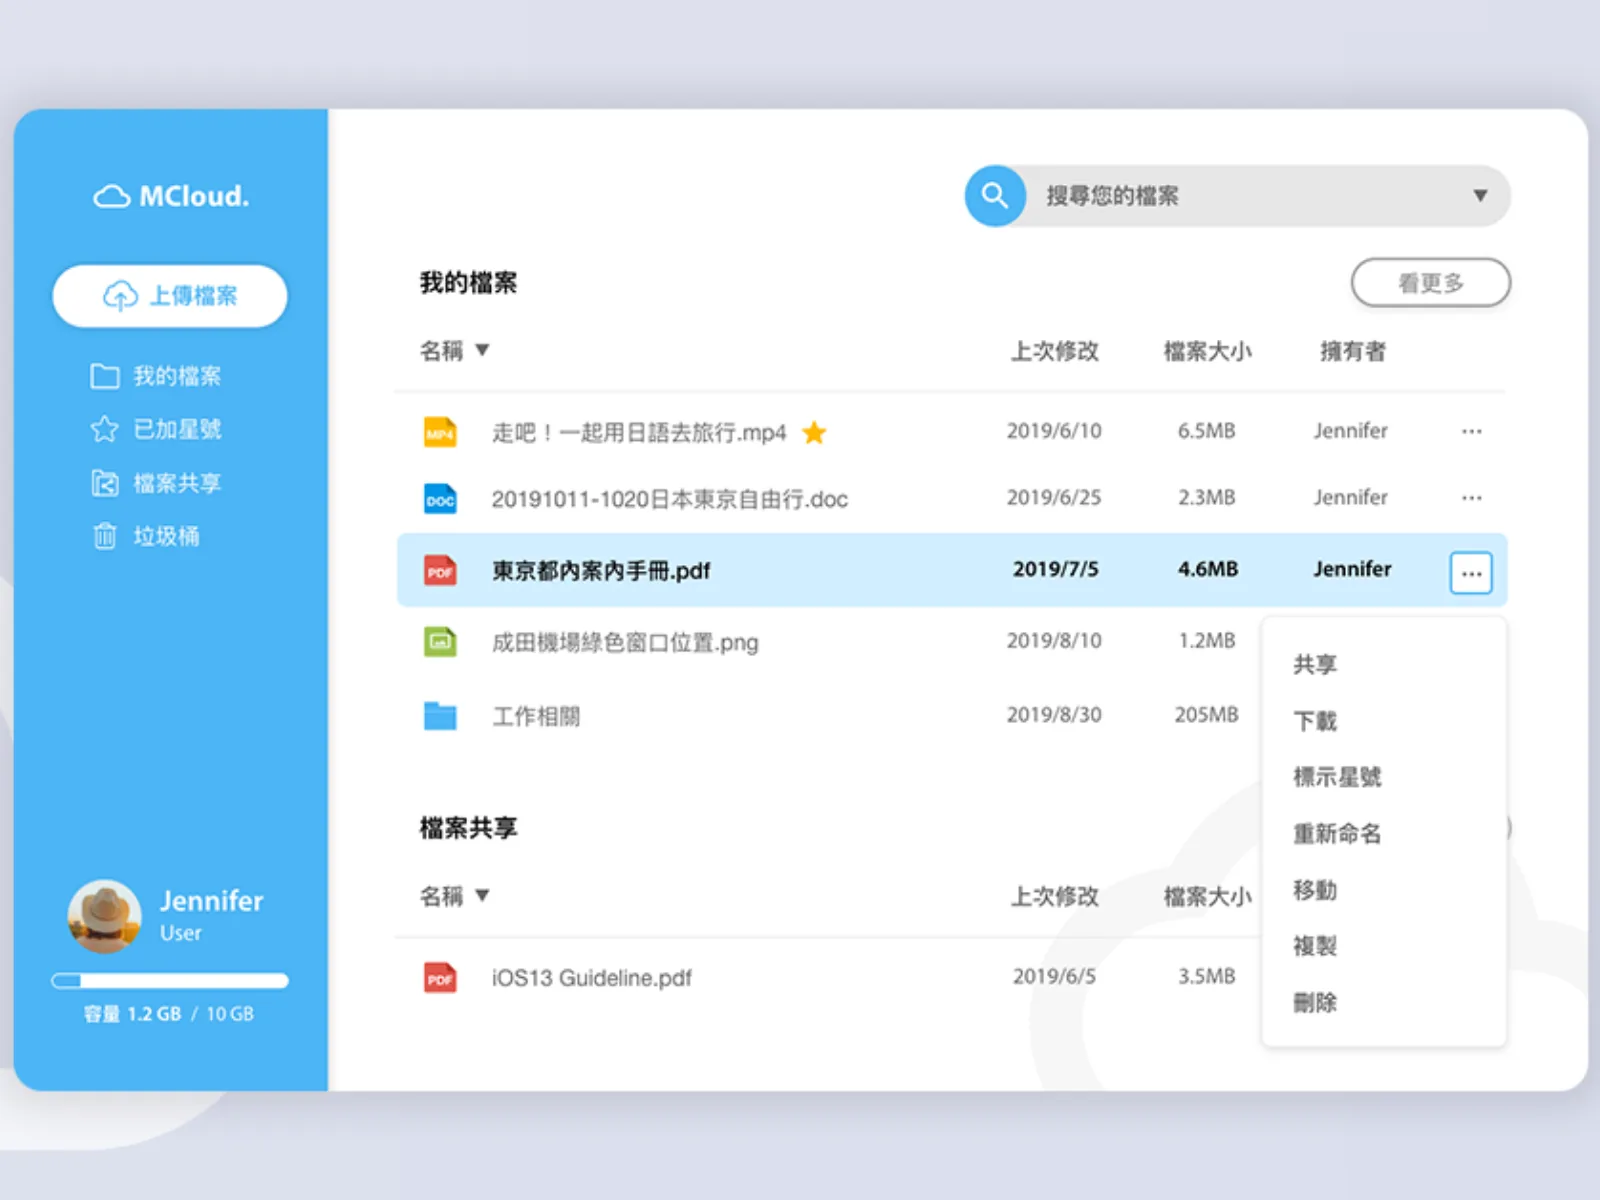 MCloud.
上傳檔案
我的檔案
已加星號
檔案共享
垃圾桶
Jennifer
User
容量 1.2 GB / 10 GB
搜尋您的檔案 ▼
我的檔案
看更多
名稱 ▼ 上次修改 檔案大小 擁有者
MP4 走吧！一起用日語去旅行.mp4 2019/6/10 6.5MB Jennifer ...
DOC 20191011-1020日本東京自由行.doc 2019/6/25 2.3MB Jennifer ...
PDF 東京都內案內手冊.pdf 2019/7/5 4.6MB Jennifer ...
成田機場綠色窗口位置.png 2019/8/10 1.2MB
工作相關 2019/8/30 205MB
共享
下載
標示星號
重新命名
移動
複製
刪除
檔案共享
名稱 ▼ 上次修改 檔案大小
PDF iOS13 Guideline.pdf 2019/6/5 3.5MB